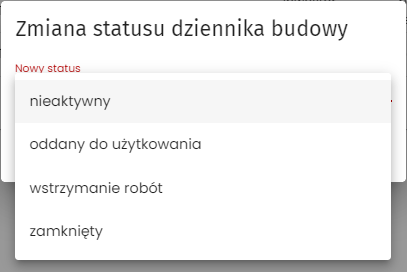 Zmiana statusu dziennika budowy
Nowy status
nieaktywny
oddany do użytkowania
wstrzymanie robót
zamknięty